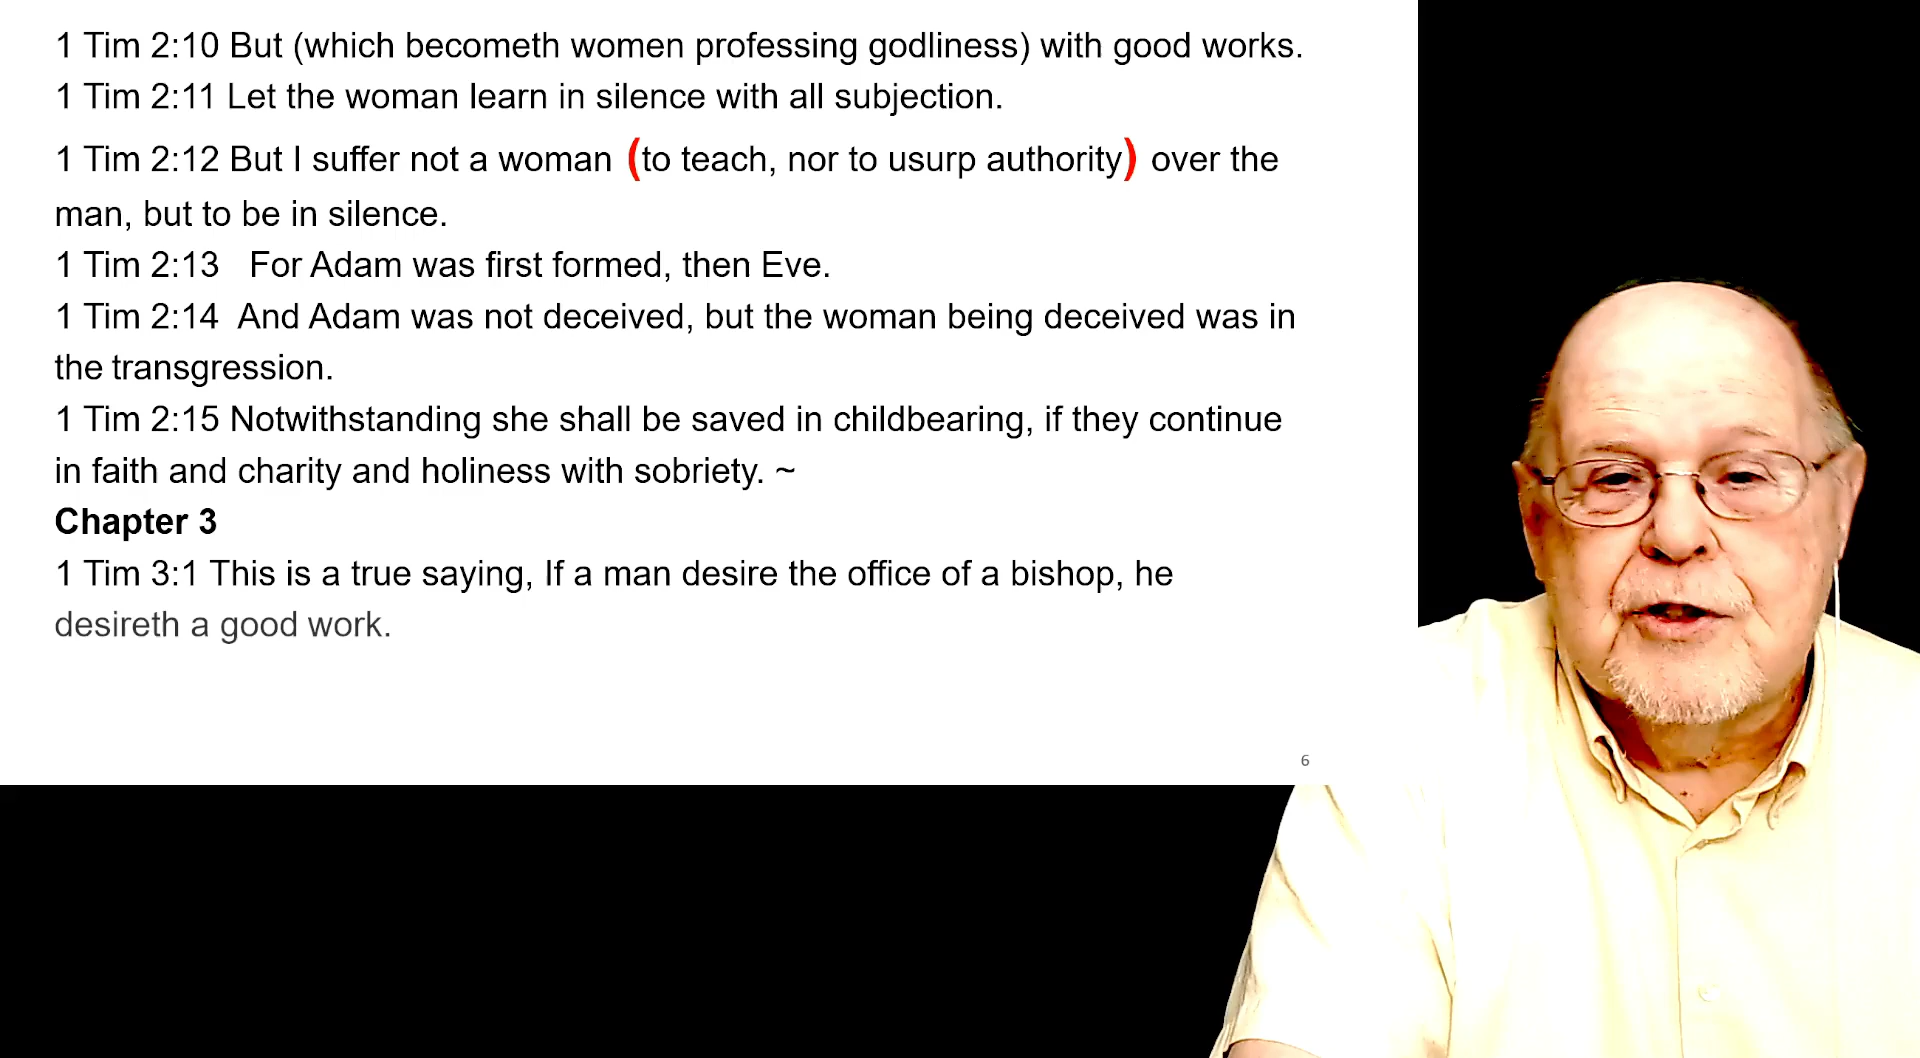 1 Tim 2:10 But (which becometh women professing godliness) with good works.
1 Tim 2:11 Let the woman learn in silence with all subjection.
1 Tim 2:12 But I suffer not a woman (to teach, nor to usurp authority) over the
man, but to be in silence.
1 Tim 2:13   For Adam was first formed, then Eve.
1 Tim 2:14  And Adam was not deceived, but the woman being deceived was in
the transgression.
1 Tim 2:15 Notwithstanding she shall be saved in childbearing, if they continue
in faith and charity and holiness with sobriety. ~
Chapter 3
1 Tim 3:1 This is a true saying, If a man desire the office of a bishop, he
desireth a good work.
6